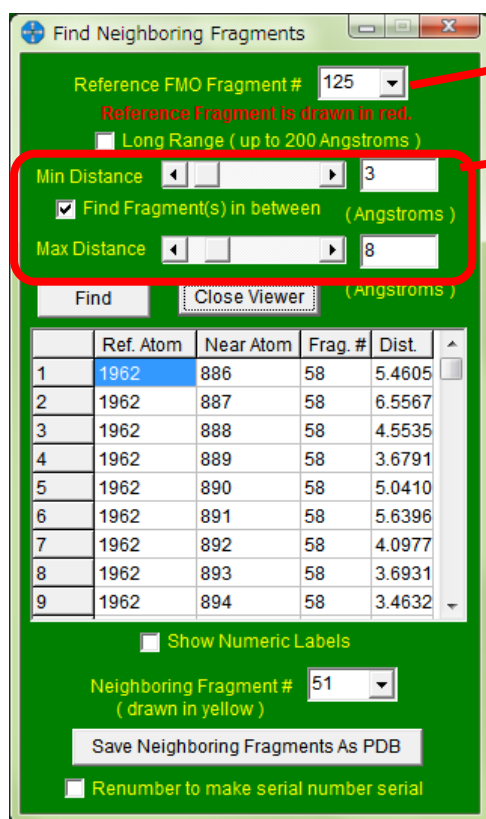 Find Neighboring Fragments
Reference FMO Fragment # 125
Reference Fragment is drawn in red.
Long Range ( up to 200 Angstroms )
Min Distance 3
Find Fragment(s) in between ( Angstroms )
Max Distance 8
Find Close Viewer ( Angstroms )
Ref. Atom Near Atom Frag. # Dist.
1 1962 886 58 5.4605
2 1962 887 58 6.5567
3 1962 888 58 4.5535
4 1962 889 58 3.6791
5 1962 890 58 5.0410
6 1962 891 58 5.6396
7 1962 892 58 4.0977
8 1962 893 58 3.6931
9 1962 894 58 3.4632
Show Numeric Labels
Neighboring Fragment # 51
( drawn in yellow )
Save Neighboring Fragments As PDB
Renumber to make serial number serial